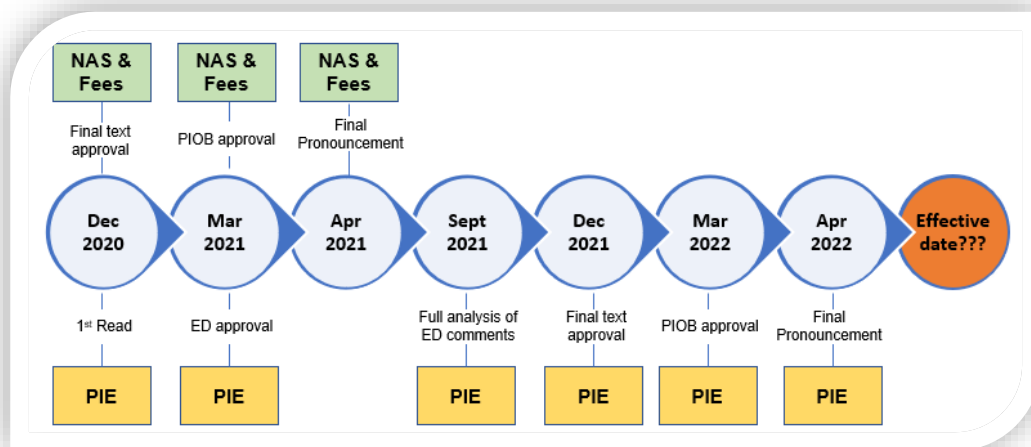 NAS &
Fees
NAS &
Fees
NAS &
Fees
Final text
approval
PIOB approval
Final
Pronouncement
Dec
2020
Mar
2021
Apr
2021
Sept
2021
Dec
2021
Mar
2022
Apr
2022
Effective
date???
1st Read
ED approval
Full analysis of
ED comments
Final text
approval
PIOB approval
Final
Pronouncement
PIE
PIE
PIE
PIE
PIE
PIE